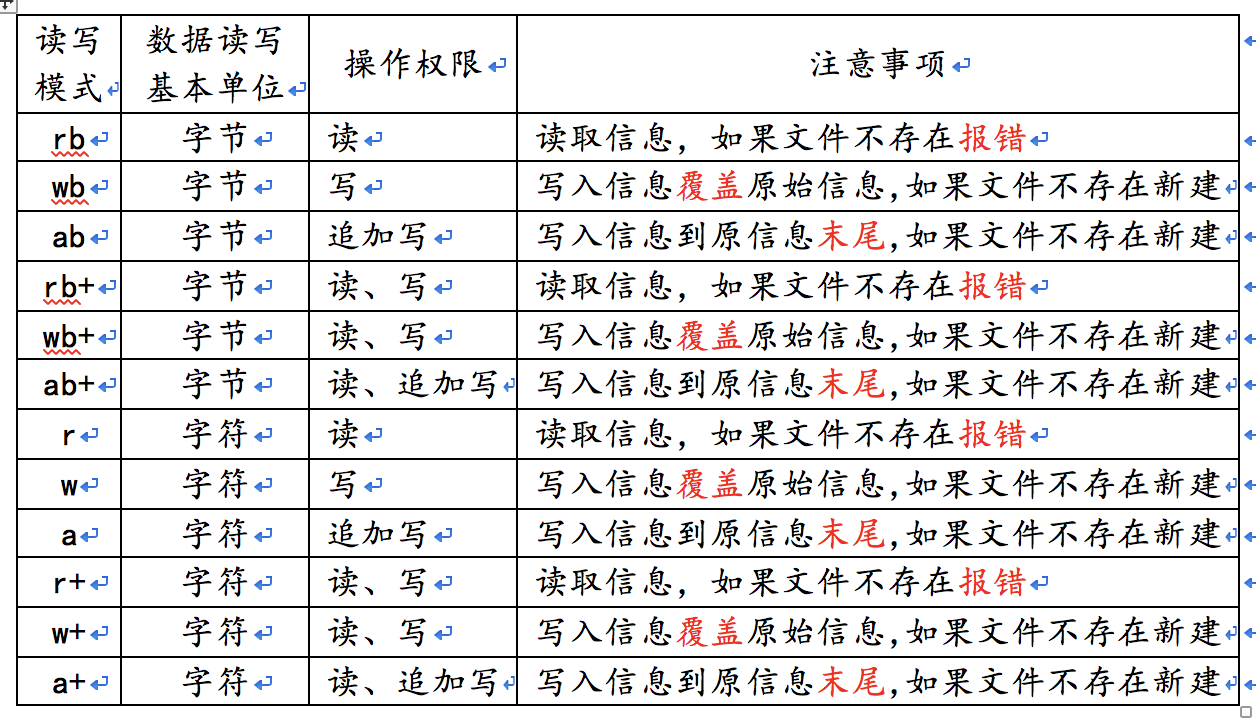 读写模式 数据读写基本单位 操作权限 注意事项
rb 字节 读 读取信息，如果文件不存在报错
wb 字节 写 写入信息覆盖原始信息,如果文件不存在新建
ab 字节 追加写 写入信息到原信息末尾,如果文件不存在新建
rb+ 字节 读、写 读取信息，如果文件不存在报错
wb+ 字节 读、写 写入信息覆盖原始信息,如果文件不存在新建
ab+ 字节 读、追加写 写入信息到原信息末尾,如果文件不存在新建
r 字符 读 读取信息，如果文件不存在报错
w 字符 写 写入信息覆盖原始信息,如果文件不存在新建
a 字符 追加写 写入信息到原信息末尾,如果文件不存在新建
r+ 字符 读、写 读取信息，如果文件不存在报错
w+ 字符 读、写 写入信息覆盖原始信息,如果文件不存在新建
a+ 字符 读、追加写 写入信息到原信息末尾,如果文件不存在新建